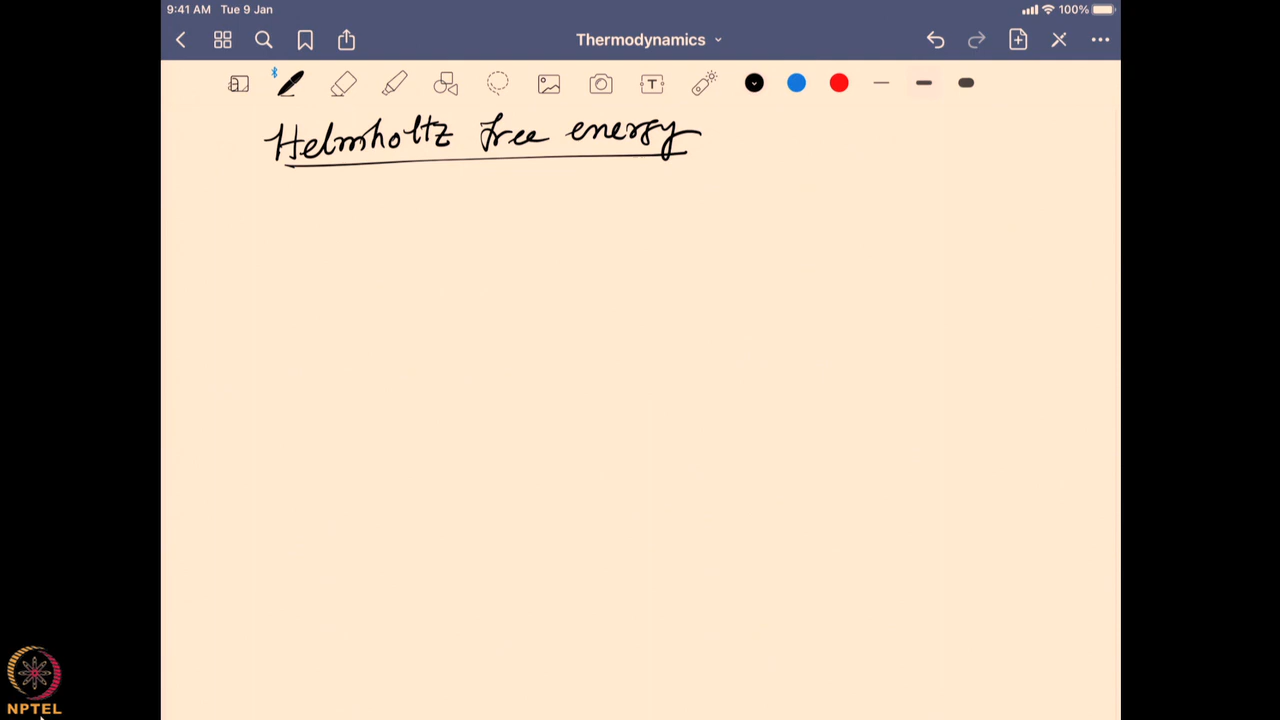 9:41 AM Tue 9 Jan
100%
Thermodynamics
T
Helmholtz free energy
NPTEL